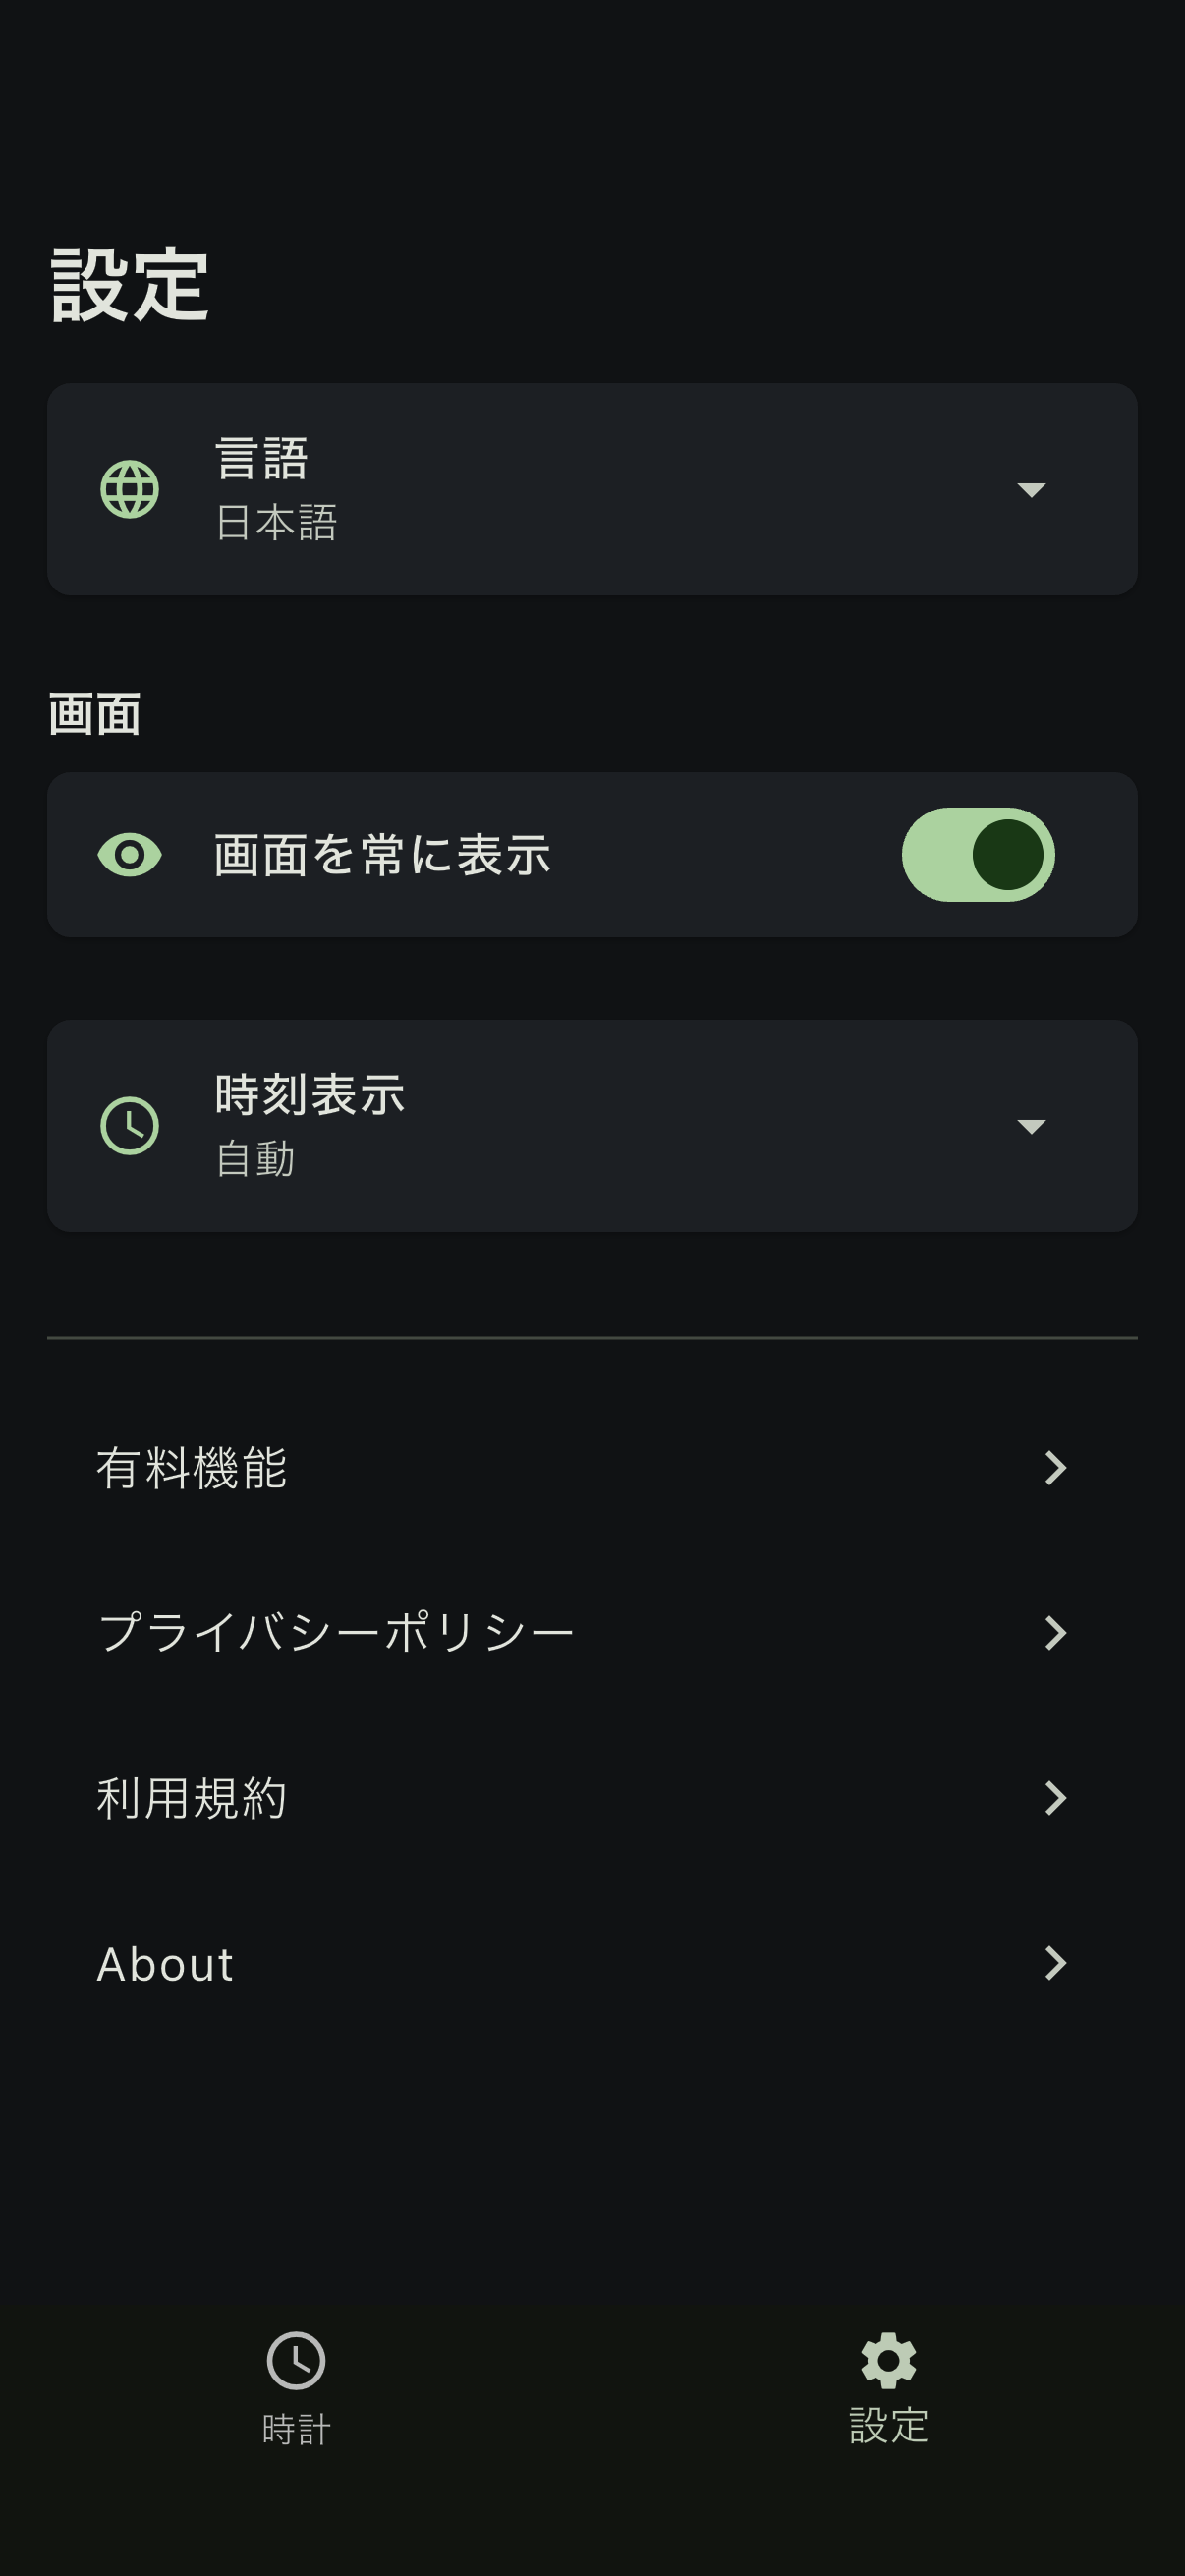 設定
言語
日本語
画面
画面を常に表示
時刻表示
自動
有料機能
プライバシーポリシー
利用規約
About
時計
設定